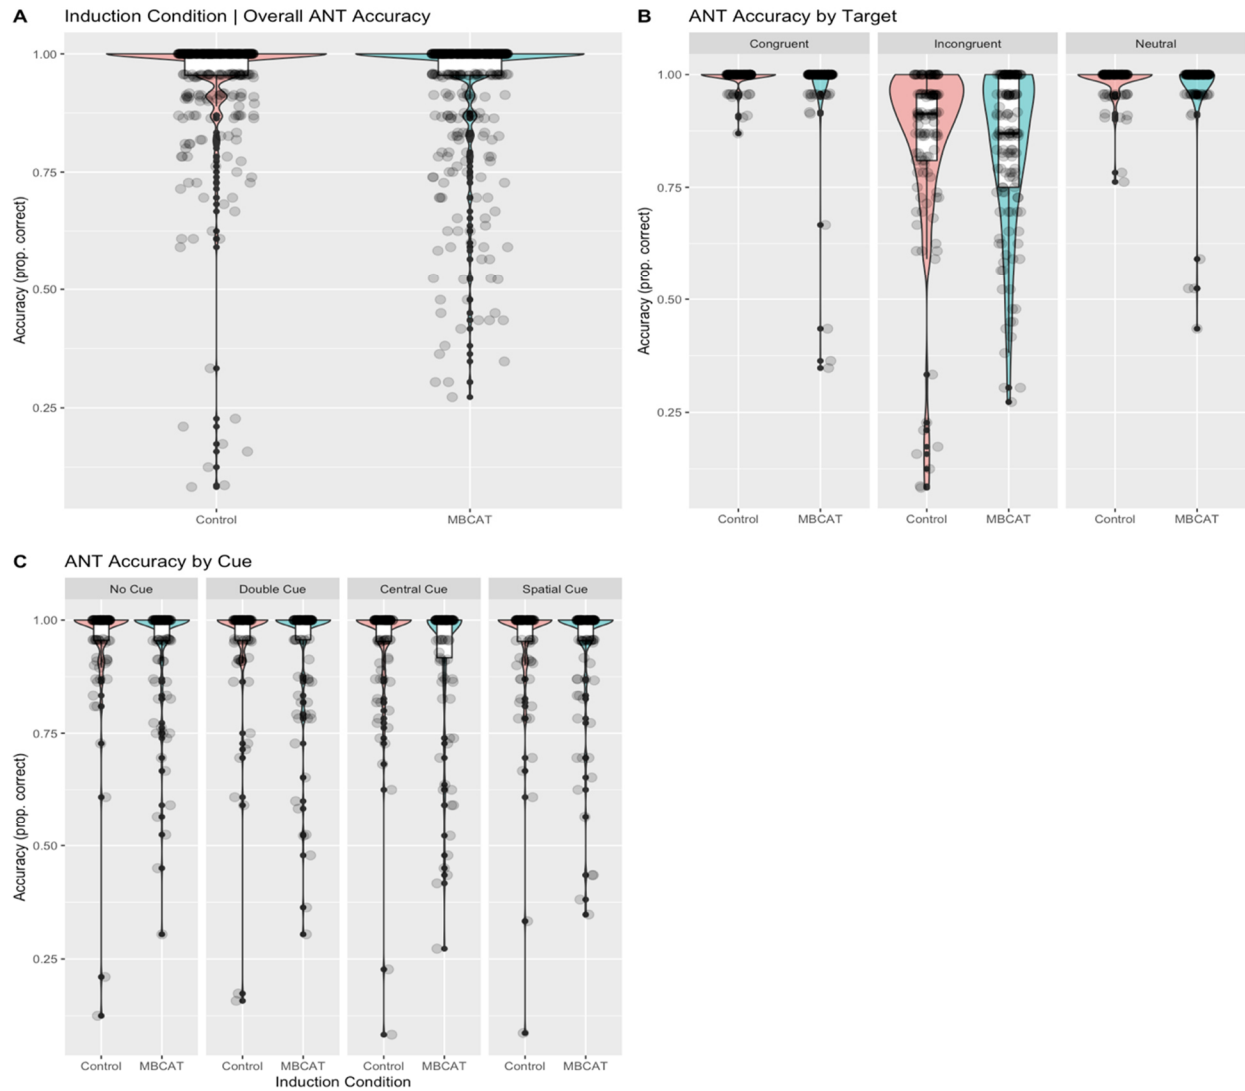 A Induction Condition | Overall ANT Accuracy
1.00
0.75
0.50
0.25
Accuracy (prop. correct)
Control MBCAT
B ANT Accuracy by Target
Congruent Incongruent Neutral
1.00
0.75
0.50
0.25
Accuracy (prop. correct)
Control MBCAT Control MBCAT Control MBCAT
C ANT Accuracy by Cue
No Cue Double Cue Central Cue Spatial Cue
1.00
0.75
0.50
0.25
Accuracy (prop. correct)
Control MBCAT Control MBCAT Control MBCAT Control MBCAT
Induction Condition